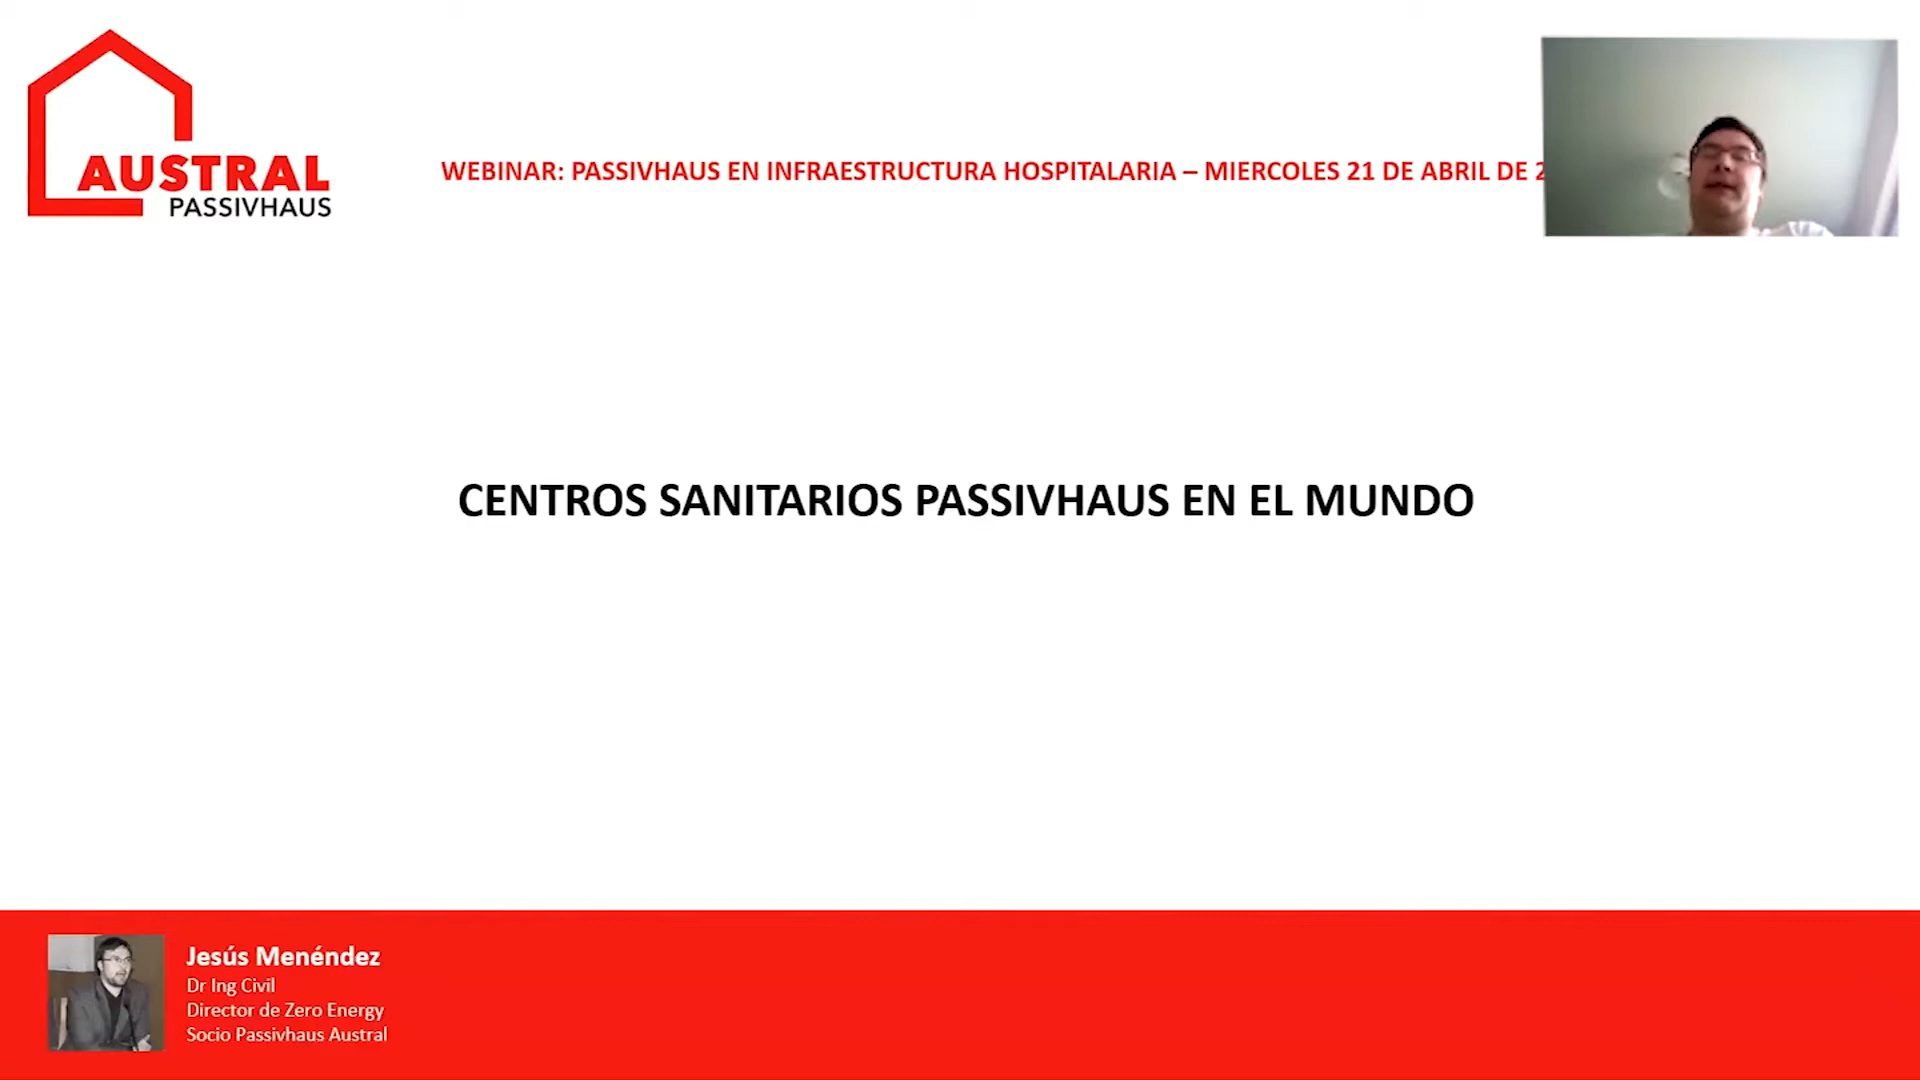 AUSTRAL
PASSIVHAUS
WEBINAR: PASSIVHAUS EN INFRAESTRUCTURA HOSPITALARIA – MIERCOLES 21 DE ABRIL DE 2
CENTROS SANITARIOS PASSIVHAUS EN EL MUNDO
Jesús Menéndez
Dr Ing Civil
Director de Zero Energy
Socio Passivhaus Austral